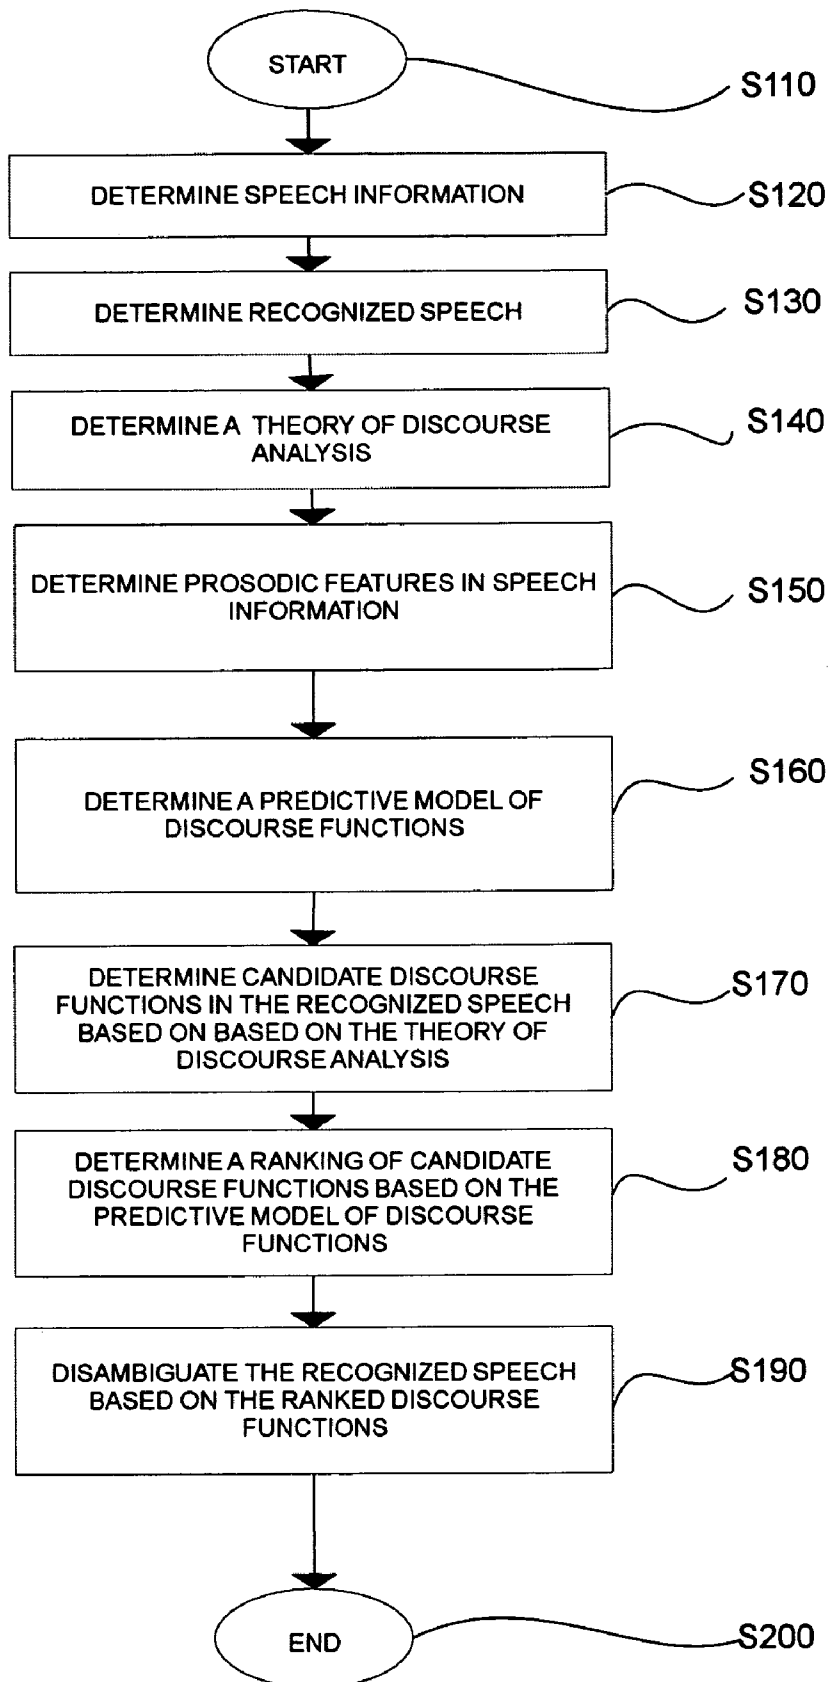 START
S110
DETERMINE SPEECH INFORMATION
S120
DETERMINE RECOGNIZED SPEECH
S130
DETERMINE A THEORY OF DISCOURSE
ANALYSIS
S140
DETERMINE PROSODIC FEATURES IN SPEECH
INFORMATION
S150
DETERMINE A PREDICTIVE MODEL OF
DISCOURSE FUNCTIONS
S160
DETERMINE CANDIDATE DISCOURSE
FUNCTIONS IN THE RECOGNIZED SPEECH
BASED ON BASED ON THE THEORY OF
DISCOURSE ANALYSIS
S170
DETERMINE A RANKING OF CANDIDATE
DISCOURSE FUNCTIONS BASED ON THE
PREDICTIVE MODEL OF DISCOURSE
FUNCTIONS
S180
DISAMBIGUATE THE RECOGNIZED SPEECH
BASED ON THE RANKED DISCOURSE
FUNCTIONS
S190
END
S200